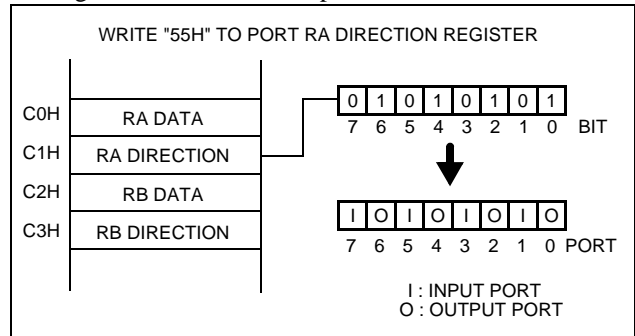 WRITE "55H" TO PORT RA DIRECTION REGISTER
0 1 0 1 0 1 0 1
7 6 5 4 3 2 1 0 BIT
C0H RA DATA
C1H RA DIRECTION
C2H RB DATA
C3H RB DIRECTION
I O I O I O I O
7 6 5 4 3 2 1 0 PORT
I : INPUT PORT
O : OUTPUT PORT